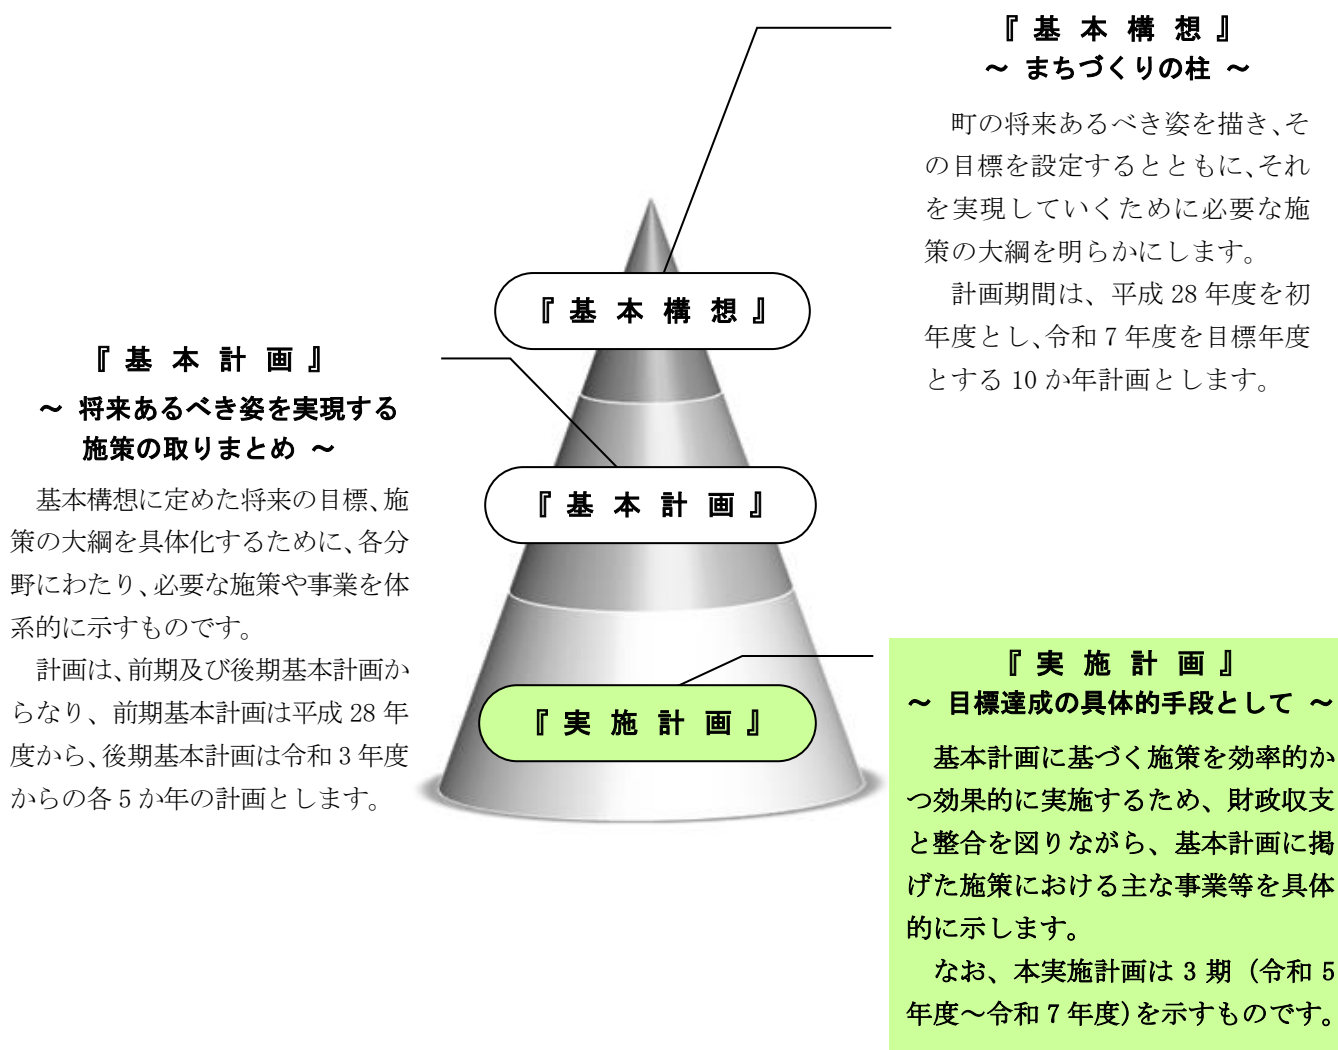 『 基 本 構 想 』
～ まちづくりの柱 ～
町の将来あるべき姿を描き、そ
の目標を設定するとともに、それ
を実現していくために必要な施
策の大綱を明らかにします。
計画期間は、平成 28 年度を初
年度とし、令和 7 年度を目標年度
とする 10 か年計画とします。
『 基 本 構 想 』
『 基 本 計 画 』
～ 将来あるべき姿を実現する
施策の取りまとめ ～
基本構想に定めた将来の目標、施
策の大綱を具体化するために、各分
野にわたり、必要な施策や事業を体
系的に示すものです。
計画は、前期及び後期基本計画か
らなり、前期基本計画は平成 28 年
度から、後期基本計画は令和 3 年度
からの各 5 か年の計画とします。
『 基 本 計 画 』
『 実 施 計 画 』
『 実 施 計 画 』
～ 目標達成の具体的手段として ～
基本計画に基づく施策を効率的か
つ効果的に実施するため、財政収支
と整合を図りながら、基本計画に掲
げた施策における主な事業等を具体
的に示します。
なお、本実施計画は 3 期（令和 5
年度～令和 7 年度）を示すものです。